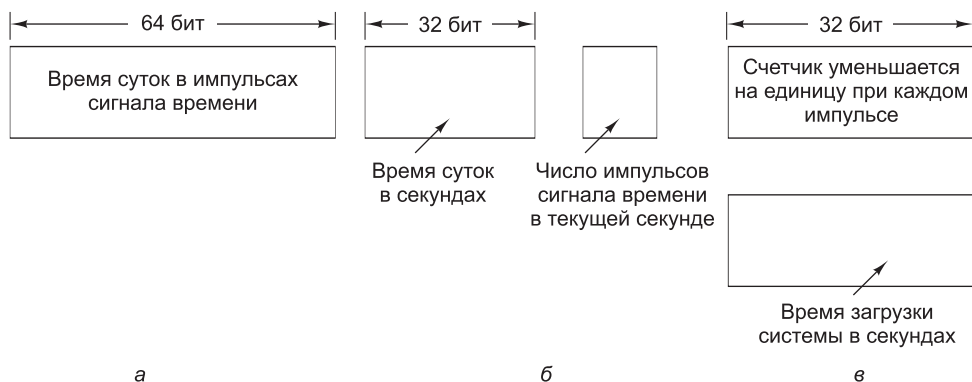 64 бит
Время суток в импульсах
сигнала времени
32 бит
Время суток
в секундах
Число импульсов
сигнала времени
в текущей секунде
32 бит
Счетчик уменьшается
на единицу при каждом
импульсе
Время загрузки
системы в секундах
а
б
в